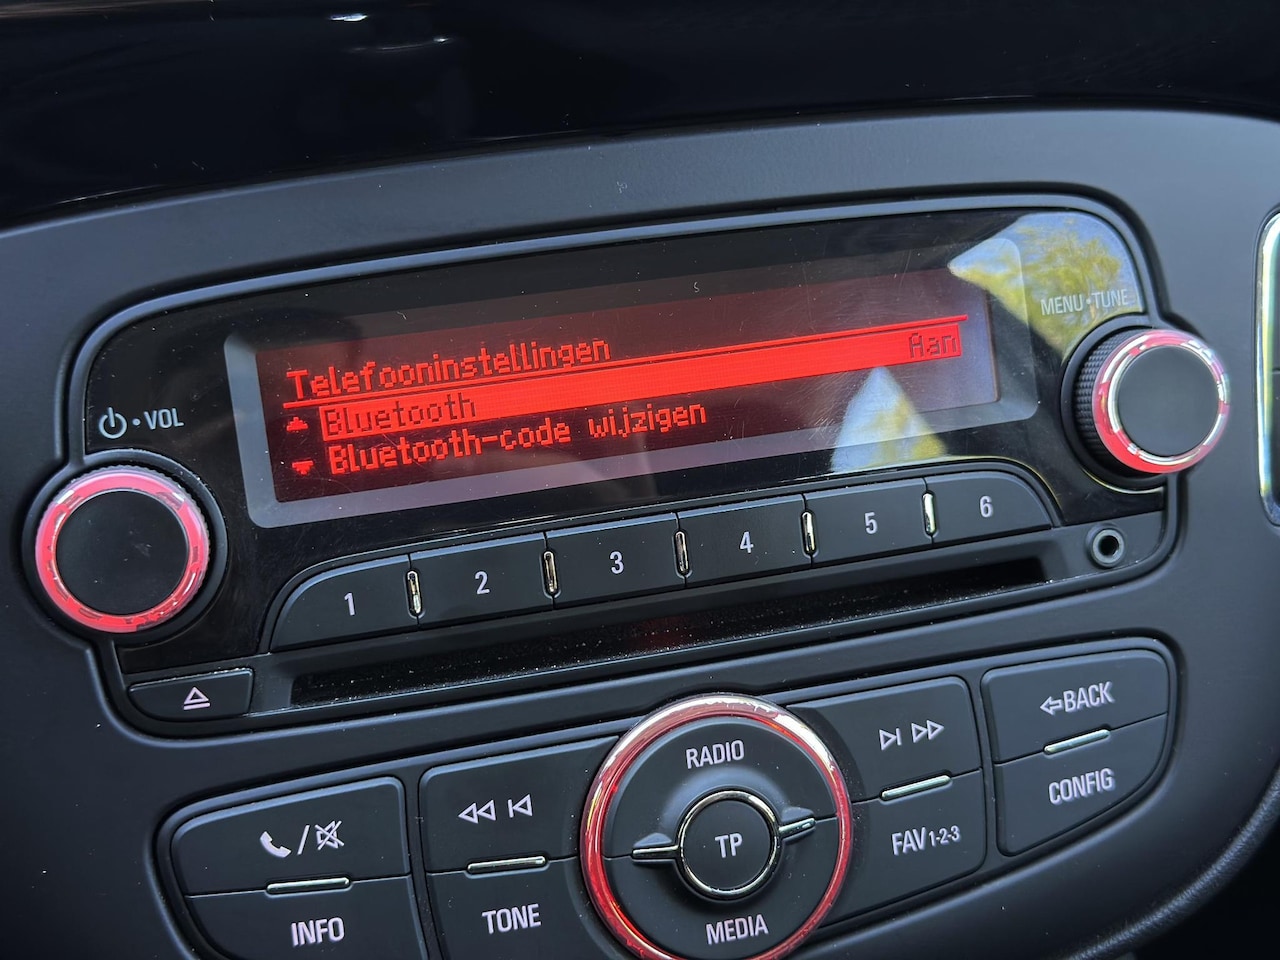 Telefooninstellingen
Bluetooth Aan
Bluetooth-code wijzigen
MENU·TUNE
VOL
1 2 3 4 5 6
RADIO
BACK
CONFIG
TP
FAV 1-2-3
INFO
TONE
MEDIA